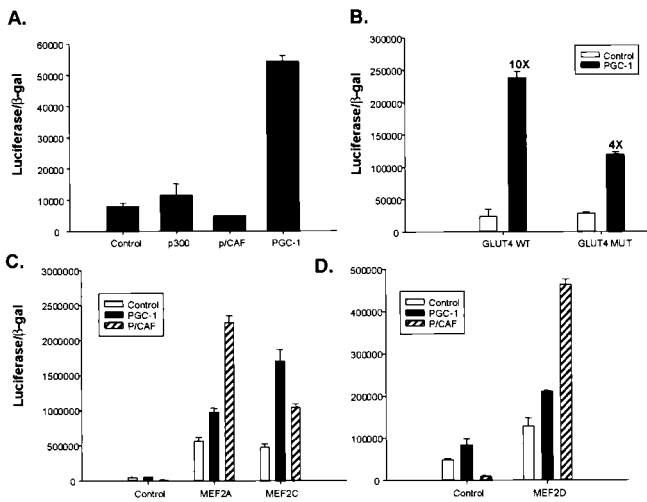 A.
Luciferase/β-gal
60000
50000
40000
30000
20000
10000
0
Control p300 p/CAF PGC-1
B.
Luciferase/β-gal
250000
200000
150000
100000
50000
0
Control
PGC-1
10X
4X
GLUT4 WT GLUT4 MUT
C.
Luciferase/β-gal
3000000
2500000
2000000
1500000
1000000
500000
0
Control
PGC-1
P/CAF
Control MEF2A MEF2C
D.
500000
400000
300000
200000
100000
0
Control
PGC-1
P/CAF
Control MEF2D